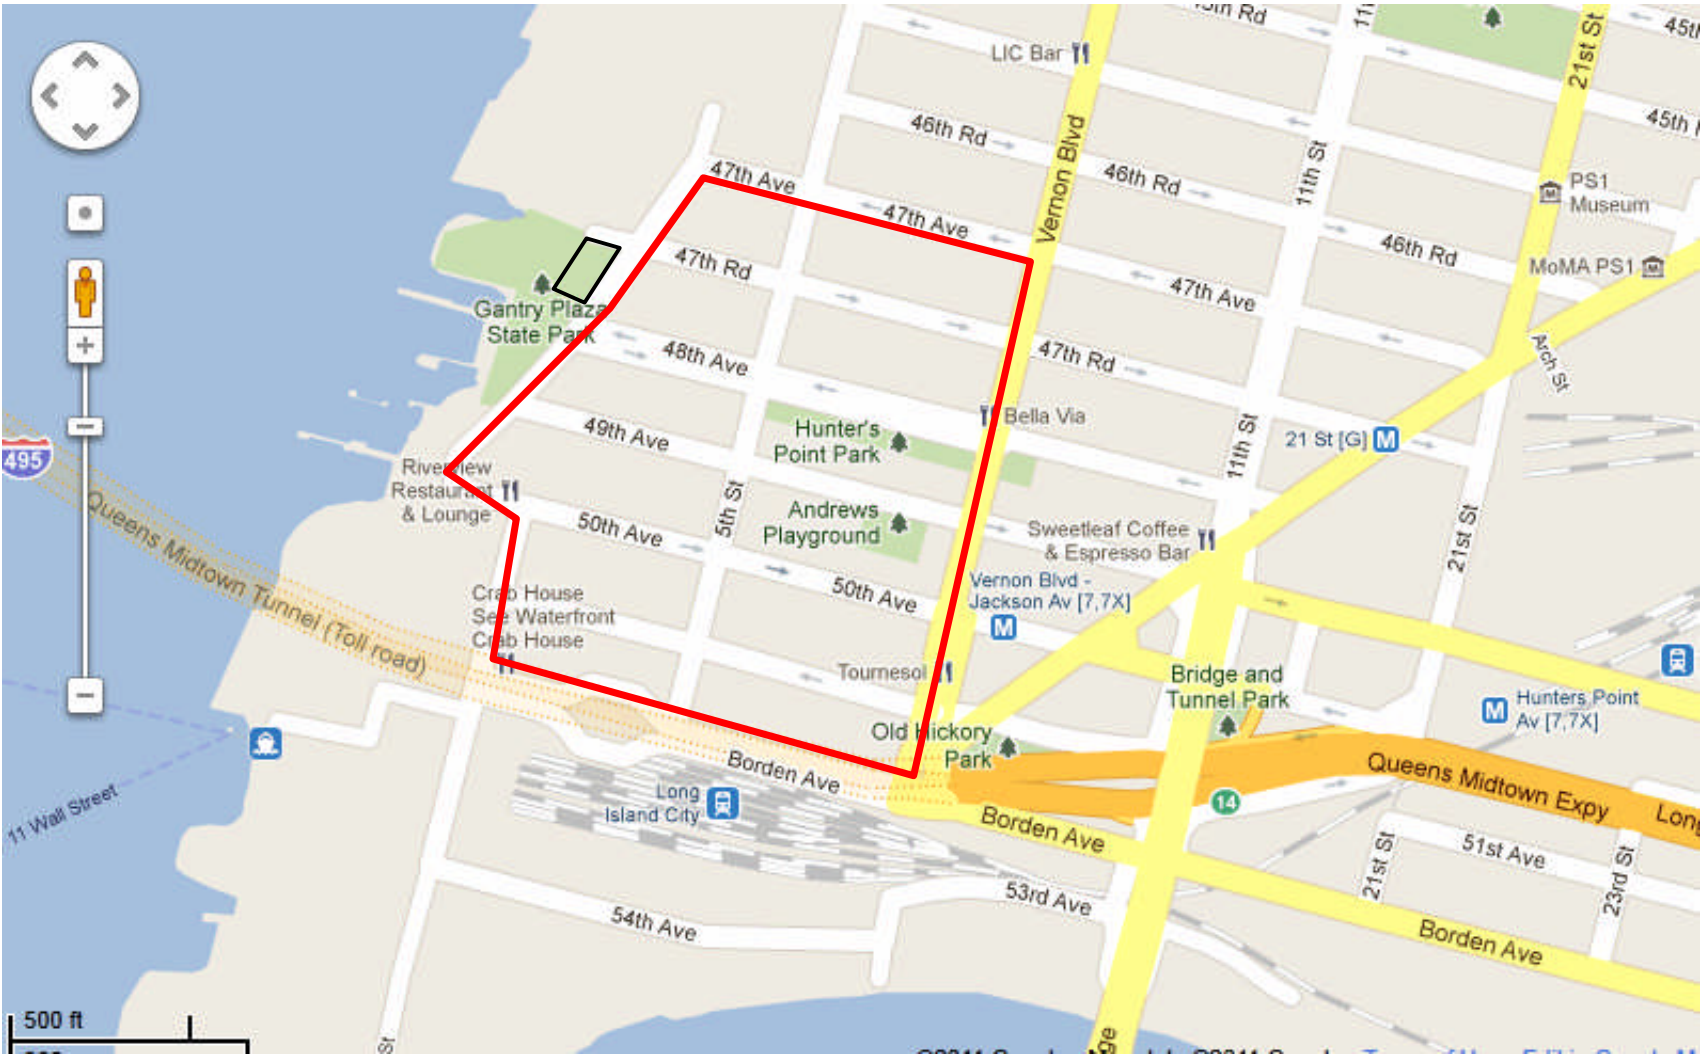 45th
LIC Bar
21st St
45th
46th Rd
Vernon Blvd
11th St
46th Rd
PS1
Museum
47th Ave
47th Ave
46th Rd
MoMA PS1
47th Rd
47th Ave
Gantry Plaza
State Park
48th Ave
47th Rd
Arch St
Bella Via
Hunter's
Point Park
49th Ave
11th St
21 St [G] M
495
Riverview
Restaurant
& Lounge
5th St
Andrews
Playground
50th Ave
Sweetleaf Coffee
& Espresso Bar
21st St
Queens Midtown Tunnel (Toll road)
Crab House
See Waterfront
Crab House
50th Ave
Vernon Blvd -
Jackson Av [7,7X]
M
Tournesol
Bridge and
Tunnel Park
Hunters Point
Av [7,7X]
M
Old Hickory
Park
Borden Ave
Queens Midtown Expy
Long
Island City
14
11 Wall Street
Borden Ave
51st Ave
21st St
23rd St
53rd Ave
54th Ave
Borden Ave
500 ft
St